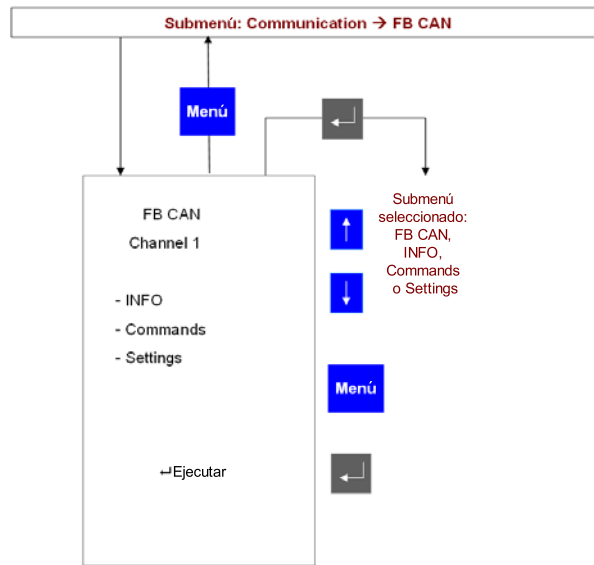 Submenú: Communication → FB CAN
Menú
FB CAN
Channel 1
- INFO
- Commands
- Settings
↵Ejecutar
Submenú
seleccionado:
FB CAN,
INFO,
Commands
o Settings
Menú